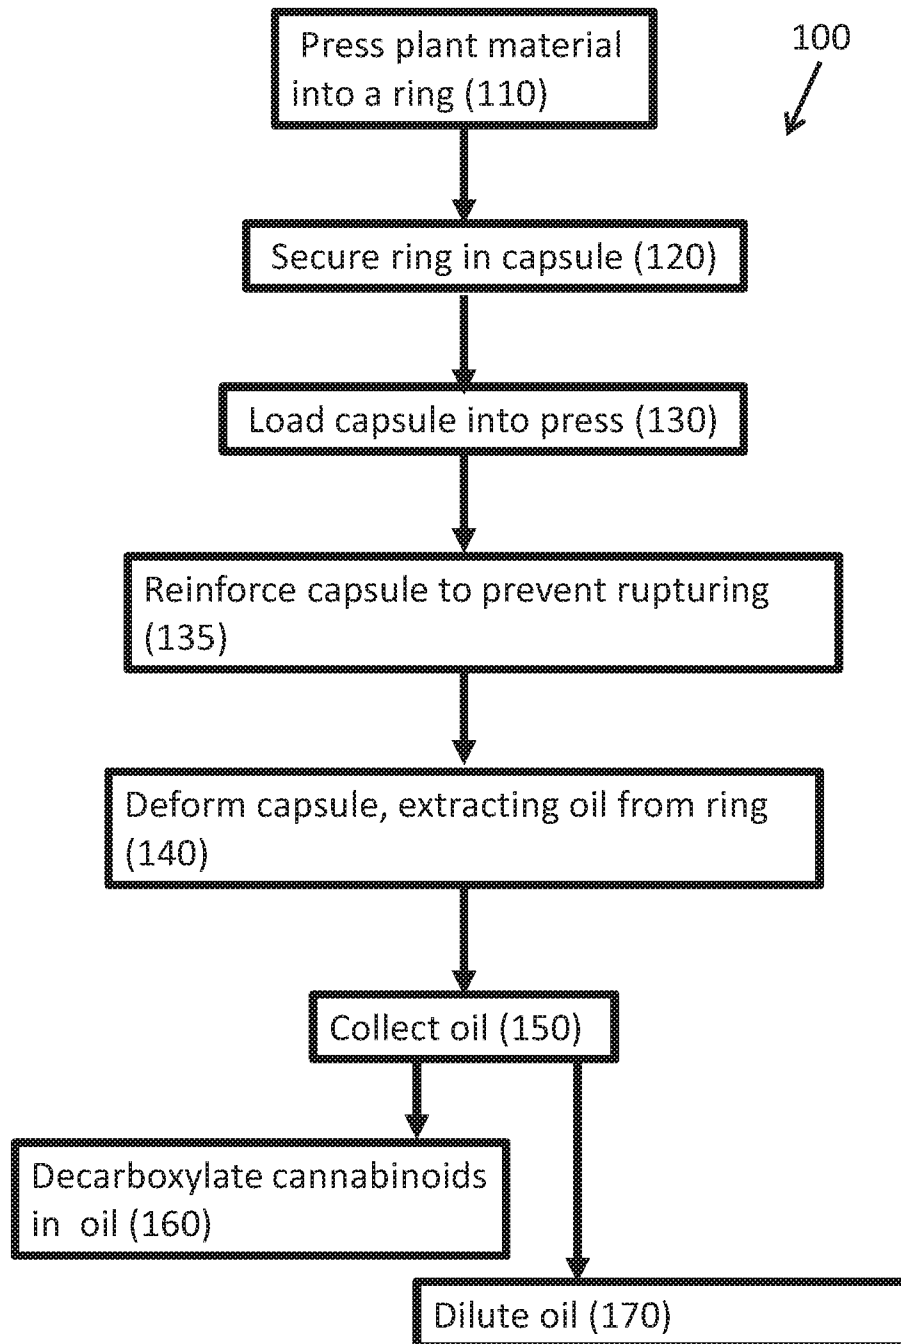 Press plant material
into a ring (110)
100
Secure ring in capsule (120)
Load capsule into press (130)
Reinforce capsule to prevent rupturing
(135)
Deform capsule, extracting oil from ring
(140)
Collect oil (150)
Decarboxylate cannabinoids
in oil (160)
Dilute oil (170)